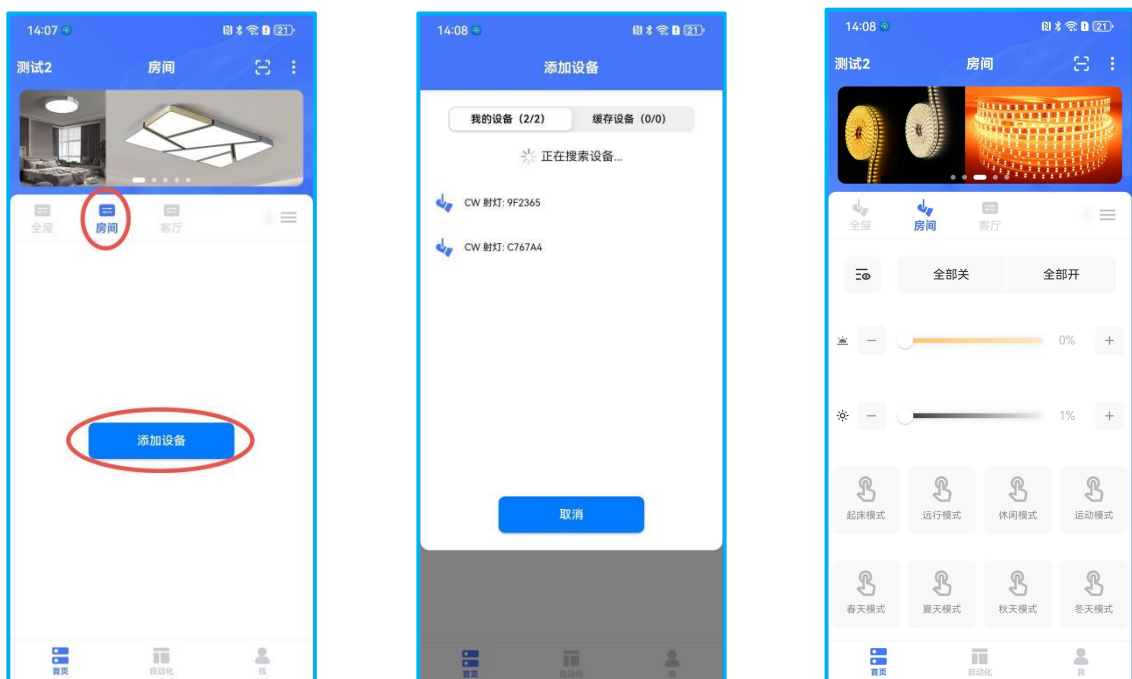 14:07
21
测试2
房间
全屋
房间
客厅
添加设备
首页
自动化
我
14:08
21
添加设备
我的设备（2/2）
缓存设备（0/0）
正在搜索设备...
CW 射灯: 9F2365
CW 射灯: C767A4
取消
首页
自动化
我
14:08
21
测试2
房间
全屋
房间
客厅
全部关
全部开
0%
1%
起床模式
远行模式
休闲模式
运动模式
春天模式
夏天模式
秋天模式
冬天模式
首页
自动化
我